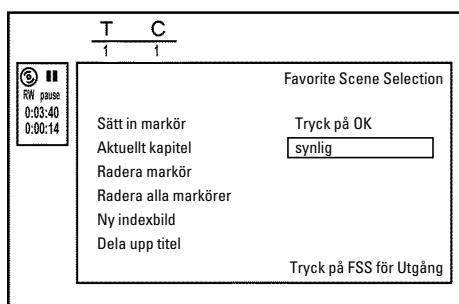 T C
1 1
RW pause
0:03:40
0:00:14
Favorite Scene Selection
Sätt in markör Tryck på OK
Aktuellt kapitel synlig
Radera markör
Radera alla markörer
Ny indexbild
Dela upp titel
Tryck på FSS för Utgång